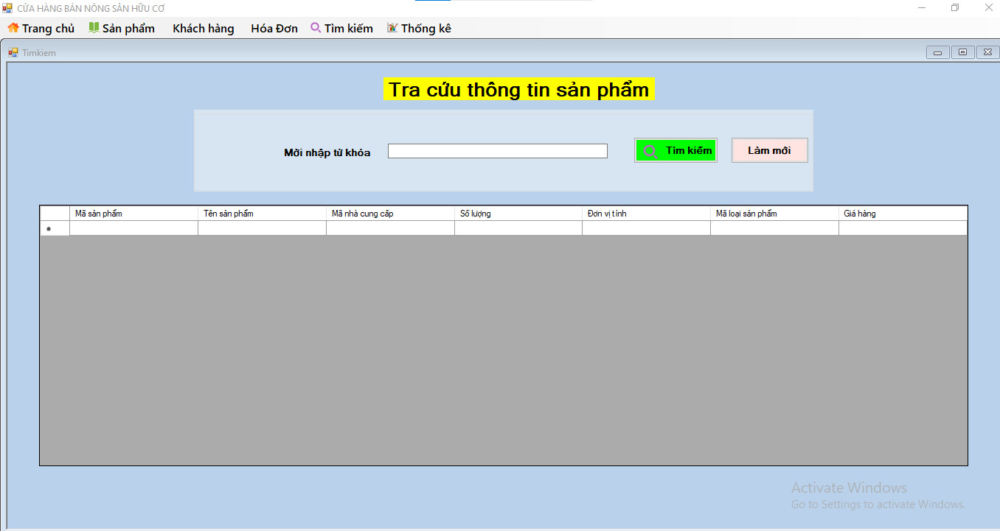 CỬA HÀNG BÁN NÔNG SẢN HỮU CƠ
Trang chủ Sản phẩm Khách hàng Hóa Đơn Tìm kiếm Thống kê
Timkiem
Tra cứu thông tin sản phẩm
Mời nhập từ khóa Tìm kiếm Làm mới
Mã sản phẩm Tên sản phẩm Mã nhà cung cấp Số lượng Đơn vị tính Mã loại sản phẩm Giá hàng
Activate Windows
Go to Settings to activate Windows.